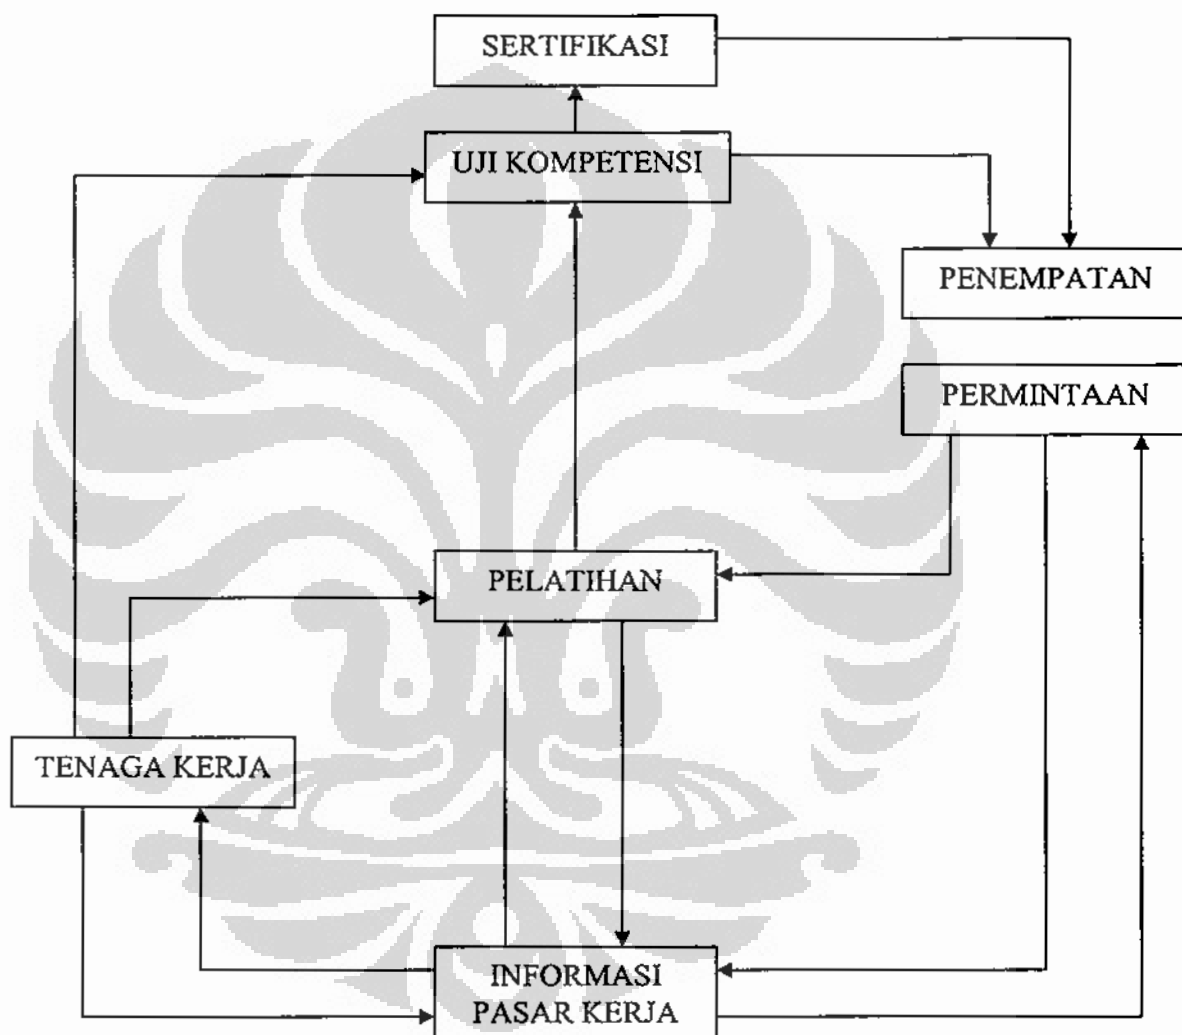 SERTIFIKASI
UJI KOMPETENSI
PENEMPATAN
PERMINTAAN
PELATIHAN
TENAGA KERJA
INFORMASI
PASAR KERJA